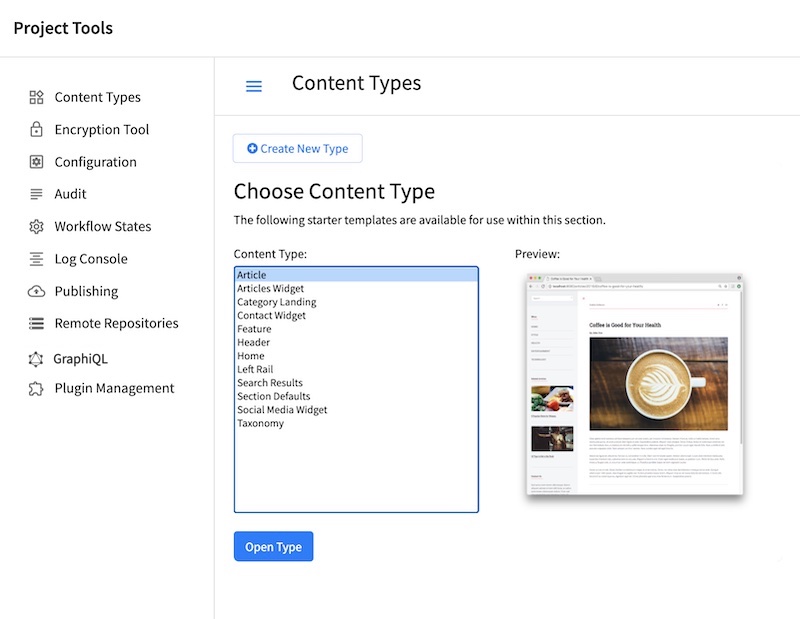 Project Tools
Content Types
Encryption Tool
Configuration
Audit
Workflow States
Log Console
Publishing
Remote Repositories
GraphiQL
Plugin Management
Content Types
Create New Type
Choose Content Type
The following starter templates are available for use within this section.
Content Type:
Article
Articles Widget
Category Landing
Contact Widget
Feature
Header
Home
Left Rail
Search Results
Section Defaults
Social Media Widget
Taxonomy
Open Type
Preview:
Coffee is Good for Your Health